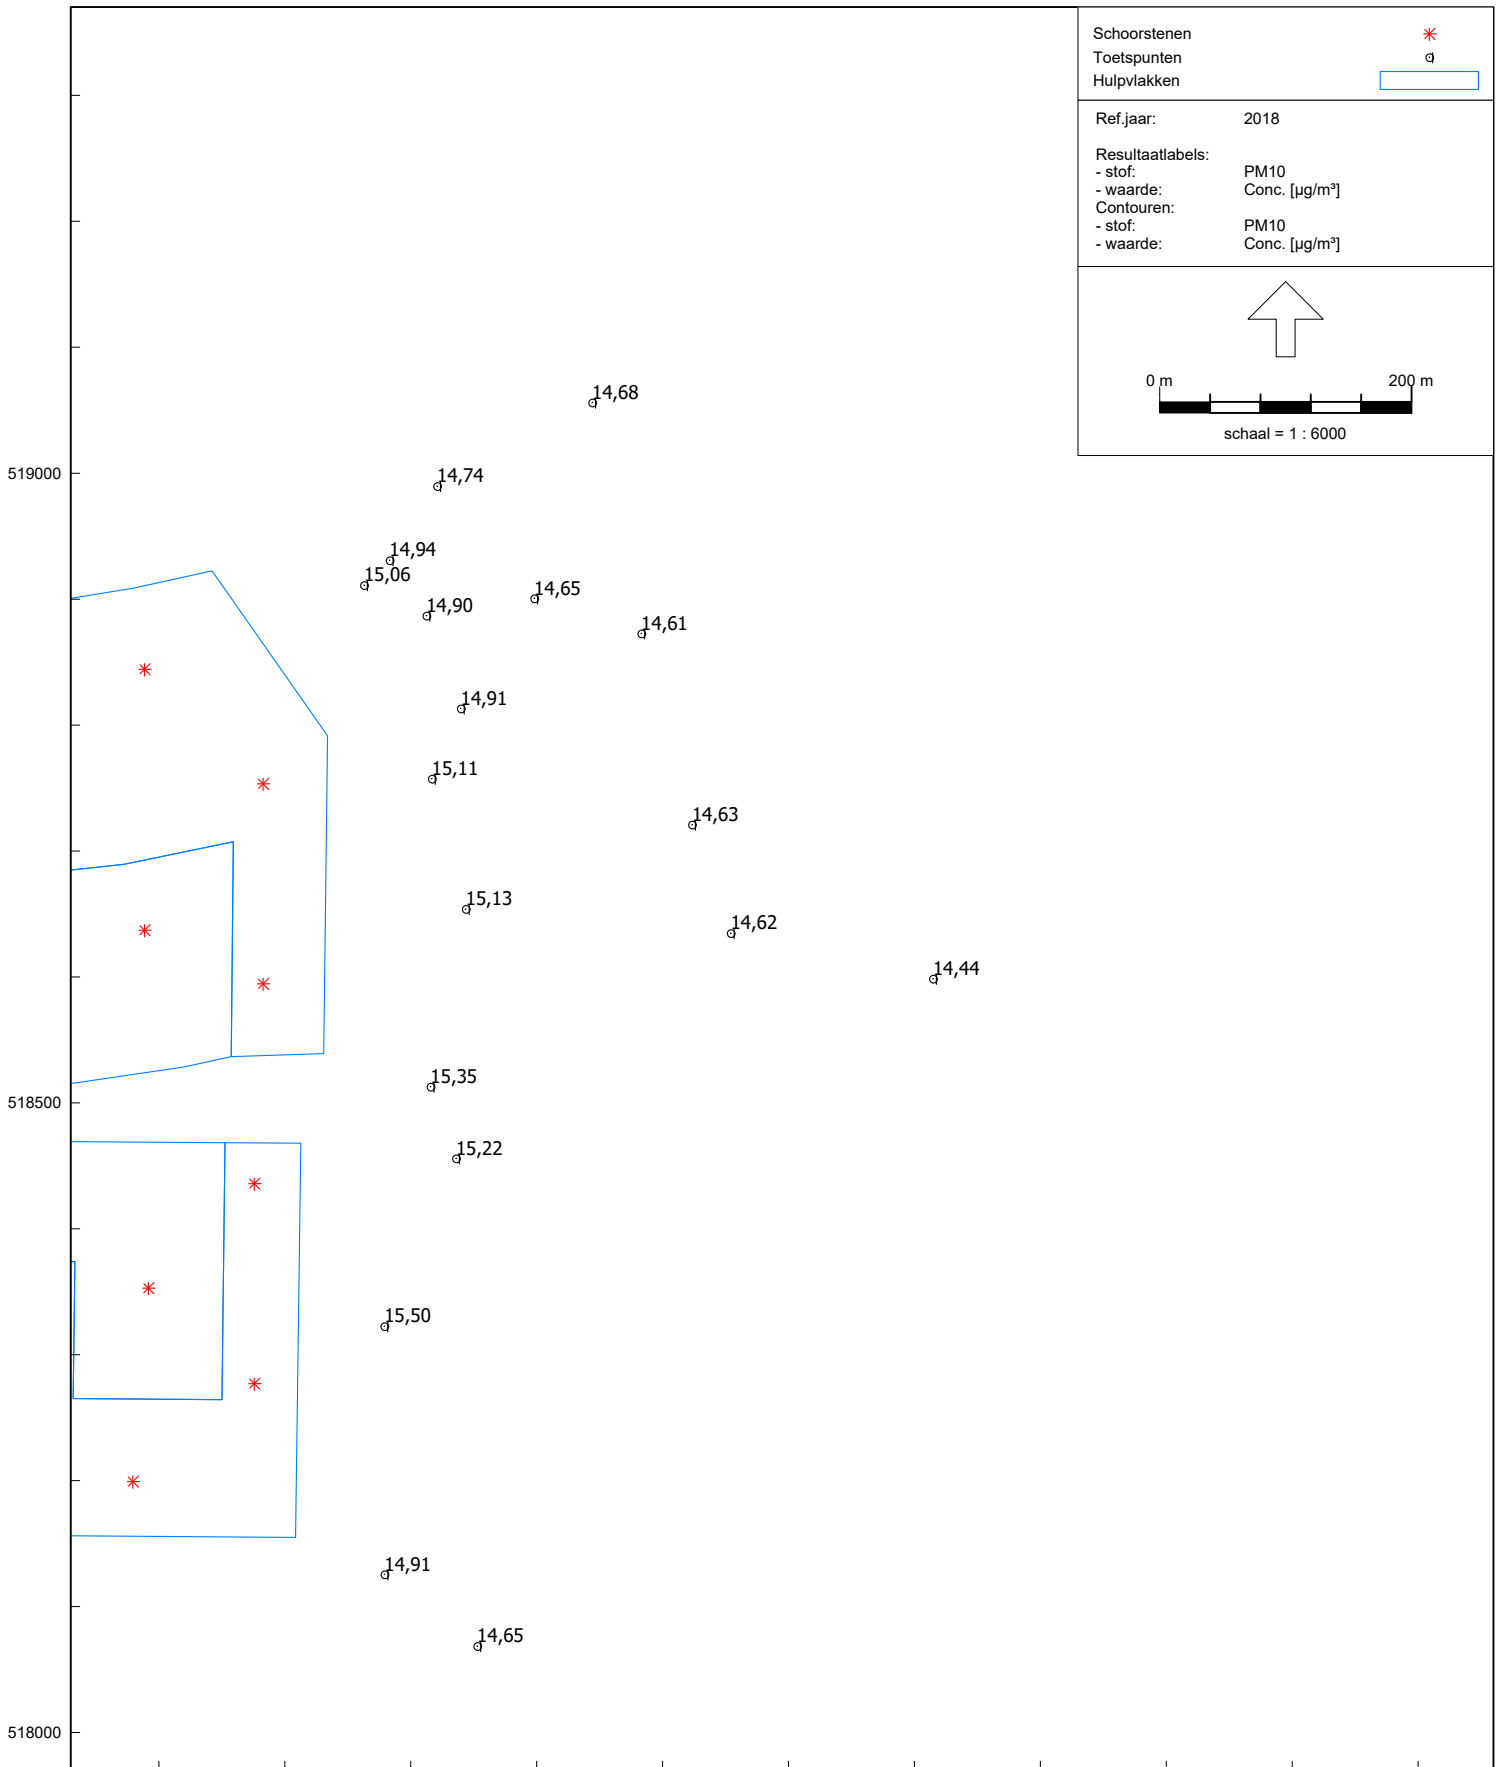 Schoorstenen
Toetspunten
Hulpvlakken
Ref.jaar: 2018
Resultaatlabels:
- stof: PM10
- waarde: Conc. [µg/m³]
Contouren:
- stof: PM10
- waarde: Conc. [µg/m³]
0 m 200 m
schaal = 1 : 6000
14,68
519000
14,74
14,94
15,06
14,65
14,90
14,61
14,91
15,11
14,63
15,13
14,62
14,44
15,35
518500
15,22
15,50
14,91
14,65
518000